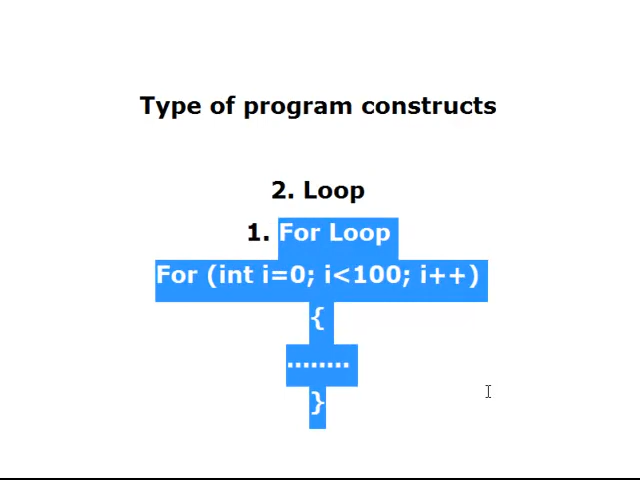 Type of program constructs
2. Loop
1. For Loop
For (int i=0; i<100; i++)
{
........
}